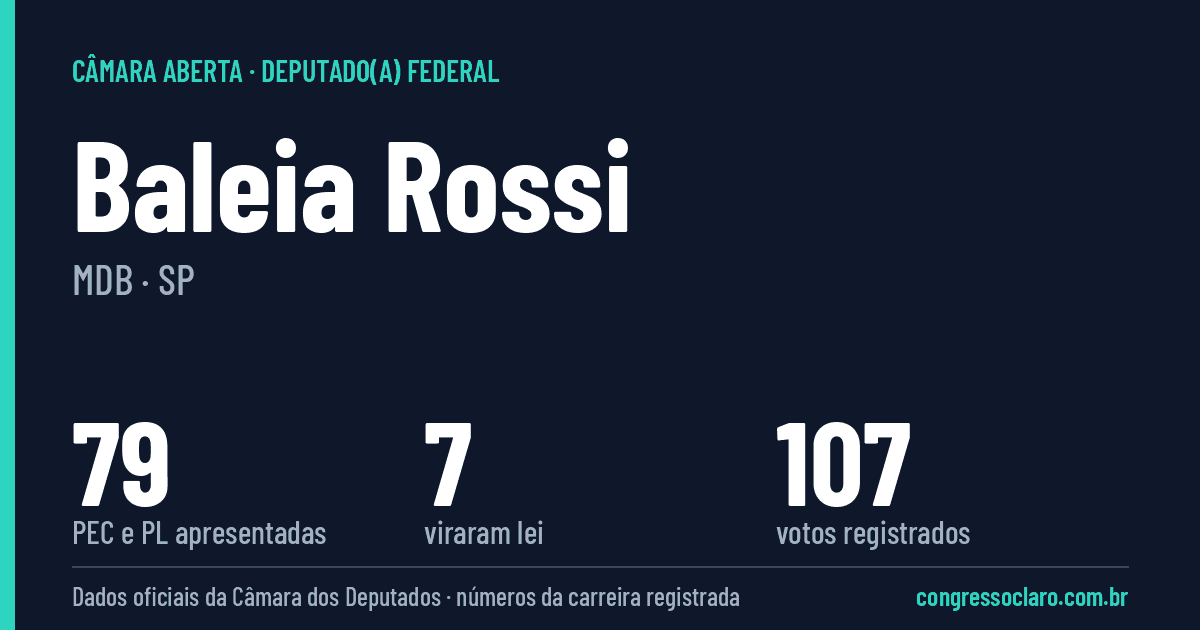 CÂMARA ABERTA · DEPUTADO(A) FEDERAL
Baleia Rossi
MDB · SP
79 7 107
PEC e PL apresentadas viraram lei votos registrados
Dados oficiais da Câmara dos Deputados · números da carreira registrada congressoclaro.com.br